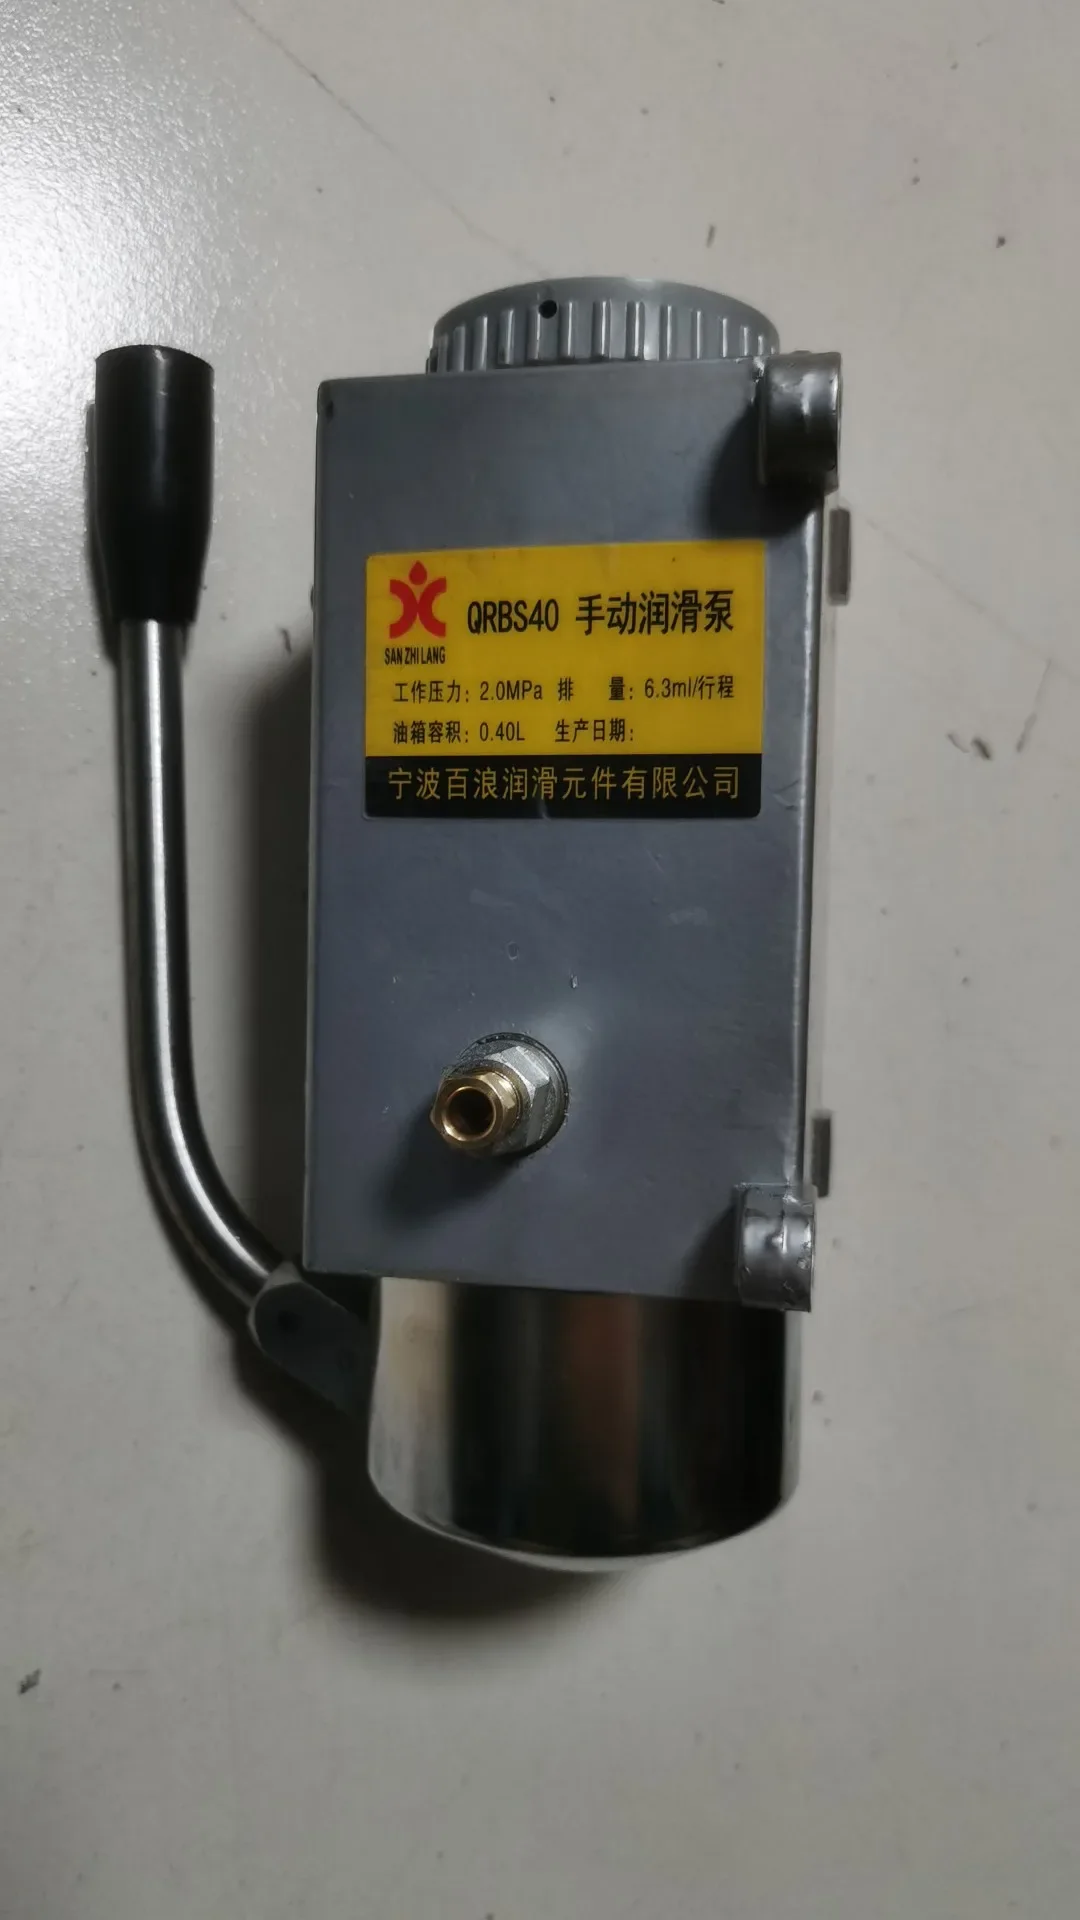 QRBS40 手动润滑泵
SAN ZHI LANG
工作压力: 2.0MPa 排 量: 6.3ml/行程
油箱容积: 0.40L 生产日期:
宁波百浪润滑元件有限公司